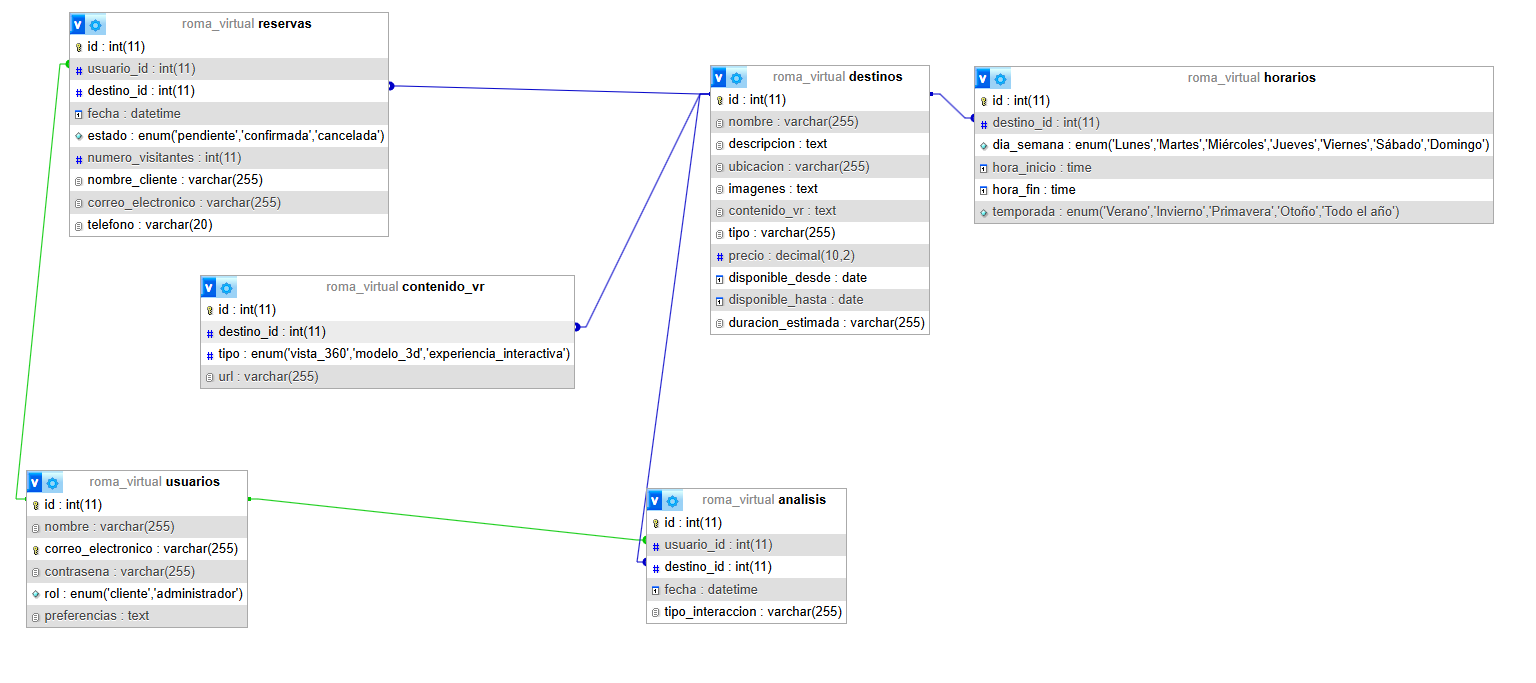 roma_virtual reservas
id : int(11)
usuario_id : int(11)
destino_id : int(11)
fecha : datetime
estado : enum('pendiente','confirmada','cancelada')
numero_visitantes : int(11)
nombre_cliente : varchar(255)
correo_electronico : varchar(255)
telefono : varchar(20)
roma_virtual destinos
id : int(11)
nombre : varchar(255)
descripcion : text
ubicacion : varchar(255)
imagenes : text
contenido_vr : text
tipo : varchar(255)
precio : decimal(10,2)
disponible_desde : date
disponible_hasta : date
duracion_estimada : varchar(255)
roma_virtual horarios
id : int(11)
destino_id : int(11)
dia_semana : enum('Lunes','Martes','Miércoles','Jueves','Viernes','Sábado','Domingo')
hora_inicio : time
hora_fin : time
temporada : enum('Verano','Invierno','Primavera','Otoño','Todo el año')
roma_virtual contenido_vr
id : int(11)
destino_id : int(11)
tipo : enum('vista_360','modelo_3d','experiencia_interactiva')
url : varchar(255)
roma_virtual usuarios
id : int(11)
nombre : varchar(255)
correo_electronico : varchar(255)
contrasena : varchar(255)
rol : enum('cliente','administrador')
preferencias : text
roma_virtual analisis
id : int(11)
usuario_id : int(11)
destino_id : int(11)
fecha : datetime
tipo_interaccion : varchar(255)